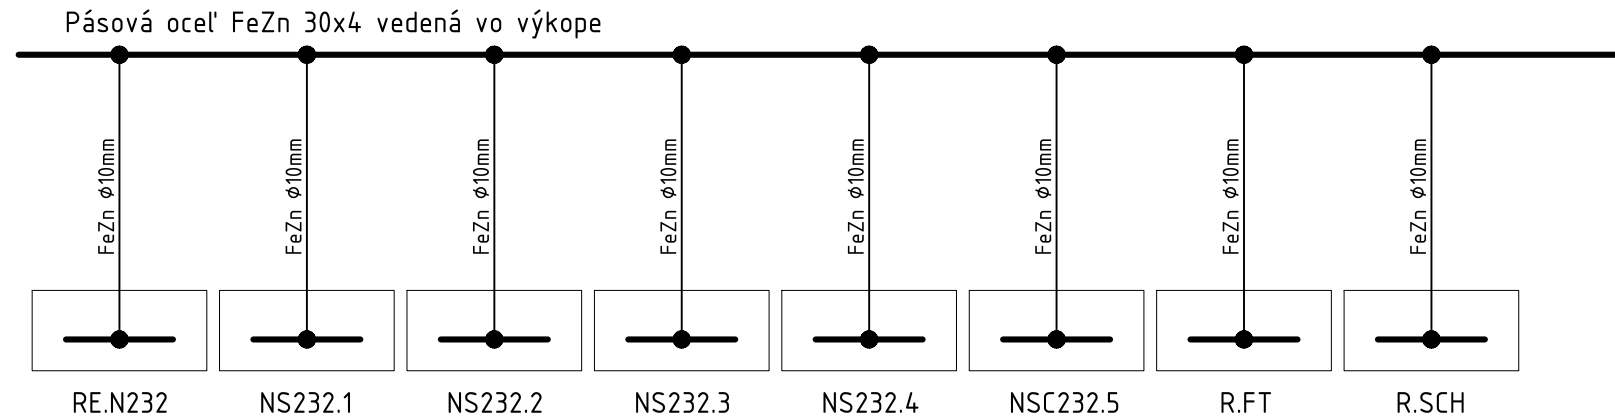 Pásová oceľ FeZn 30x4 vedená vo výkope
FeZn ϕ10mm
FeZn ϕ10mm
FeZn ϕ10mm
FeZn ϕ10mm
FeZn ϕ10mm
FeZn ϕ10mm
FeZn ϕ10mm
FeZn ϕ10mm
RE.N232
NS232.1
NS232.2
NS232.3
NS232.4
NSC232.5
R.FT
R.SCH